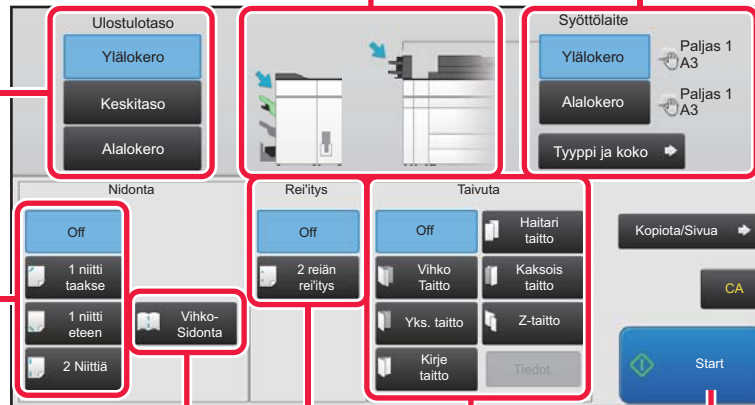 Ulostulotaso
Ylälokero
Keskitaso
Alalokero
Syöttölaite
Ylälokero
Paljas 1
A3
Alalokero
Paljas 1
A3
Tyyppi ja koko
Nidonta
Off
1 niitti
taakse
1 niitti
eteen
2 Niittiä
Vihko-
Sidonta
Rei'itys
Off
2 reiän
rei'itys
Taivuta
Off
Haitari
taitto
Vihko
Taitto
Kaksois
taitto
Yks. taitto
Z-taitto
Kirje
taitto
Tiedot
Kopiota/Sivua
CA
Start